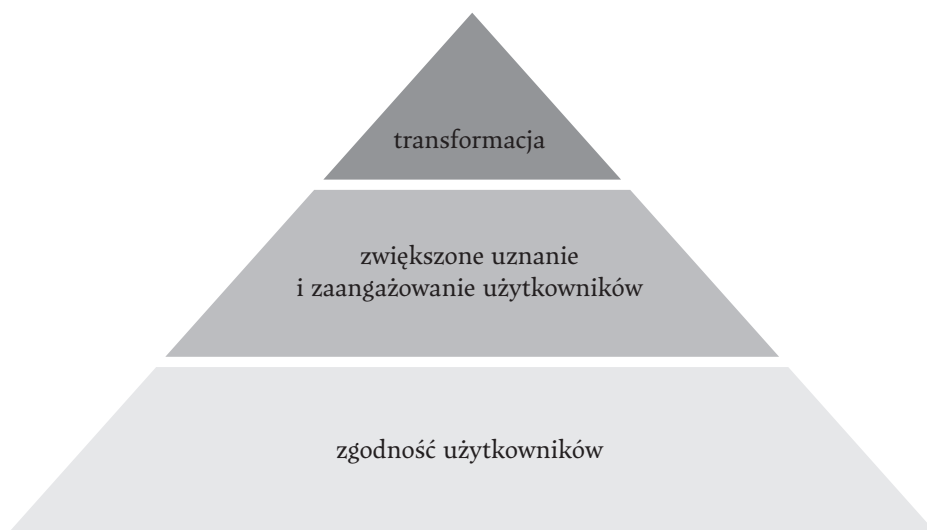 transformacja
zwiększone uznanie
i zaangażowanie użytkowników
zgodność użytkowników